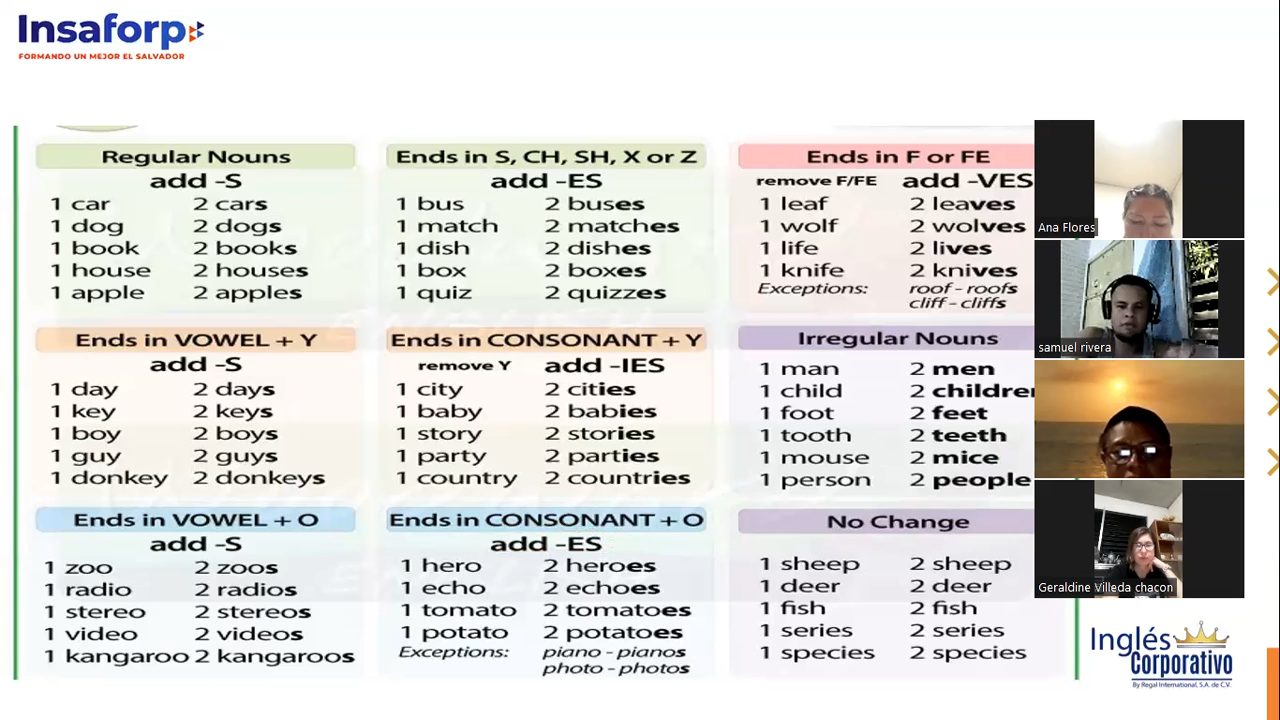 Insaforp
FORMANDO UN MEJOR EL SALVADOR
Regular Nouns
add -S
1 car 2 cars
1 dog 2 dogs
1 book 2 books
1 house 2 houses
1 apple 2 apples
Ends in S, CH, SH, X or Z
add -ES
1 bus 2 buses
1 match 2 matches
1 dish 2 dishes
1 box 2 boxes
1 quiz 2 quizzes
Ends in F or FE
remove F/FE add -VES
1 leaf 2 leaves
1 wolf 2 wolves
1 life 2 lives
1 knife 2 knives
Exceptions: roof - roofs
cliff - cliffs
Ends in VOWEL + Y
add -S
1 day 2 days
1 key 2 keys
1 boy 2 boys
1 guy 2 guys
1 donkey 2 donkeys
Ends in CONSONANT + Y
remove Y add -IES
1 city 2 cities
1 baby 2 babies
1 story 2 stories
1 party 2 parties
1 country 2 countries
Irregular Nouns
1 man 2 men
1 child 2 childre
1 foot 2 feet
1 tooth 2 teeth
1 mouse 2 mice
1 person 2 people
Ends in VOWEL + O
add -S
1 zoo 2 zoos
1 radio 2 radios
1 stereo 2 stereos
1 video 2 videos
1 kangaroo 2 kangaroos
Ends in CONSONANT + O
add -ES
1 hero 2 heroes
1 echo 2 echoes
1 tomato 2 tomatoes
1 potato 2 potatoes
Exceptions: piano - pianos
photo - photos
No Change
1 sheep 2 sheep
1 deer 2 deer
1 fish 2 fish
1 series 2 series
1 species 2 species
Ana Flores
samuel rivera
Geraldine Villeda chacon
Inglés
Corporativo
By Regal International, S.A. de C.V.